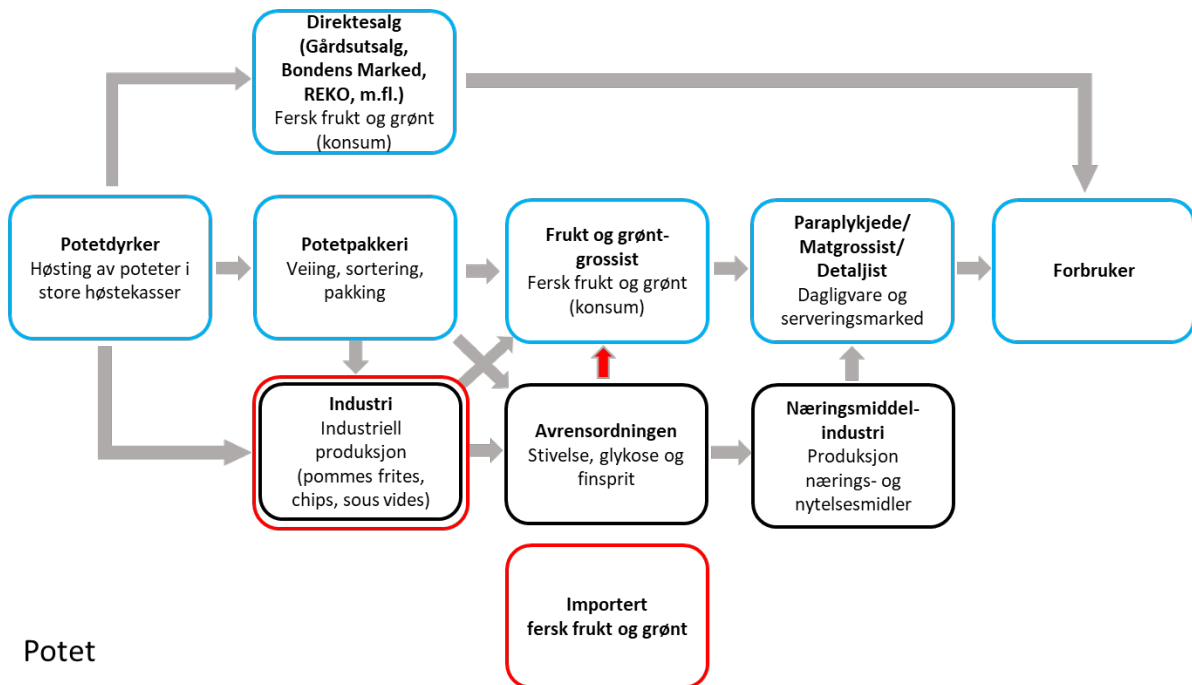 Direktesalg
(Gårdsutsalg,
Bondens Marked,
REKO, m.fl.)
Fersk frukt og grønt
(konsum)
Potetdyrker
Høsting av poteter i
store høstekasser
Potetpakkeri
Veiing, sortering,
pakking
Frukt og grønt-
grossist
Fersk frukt og grønt
(konsum)
Paraplykjede/
Matgrossist/
Detaljist
Dagligvare og
serveringsmarked
Forbruker
Industri
Industriell
produksjon
(pommes frites,
chips, sous vides)
Avrensordningen
Stivelse, glykose og
finsprit
Næringsmiddel-
industri
Produksjon
nærings- og
nytelsesmidler
Importert
fersk frukt og grønt
Potet